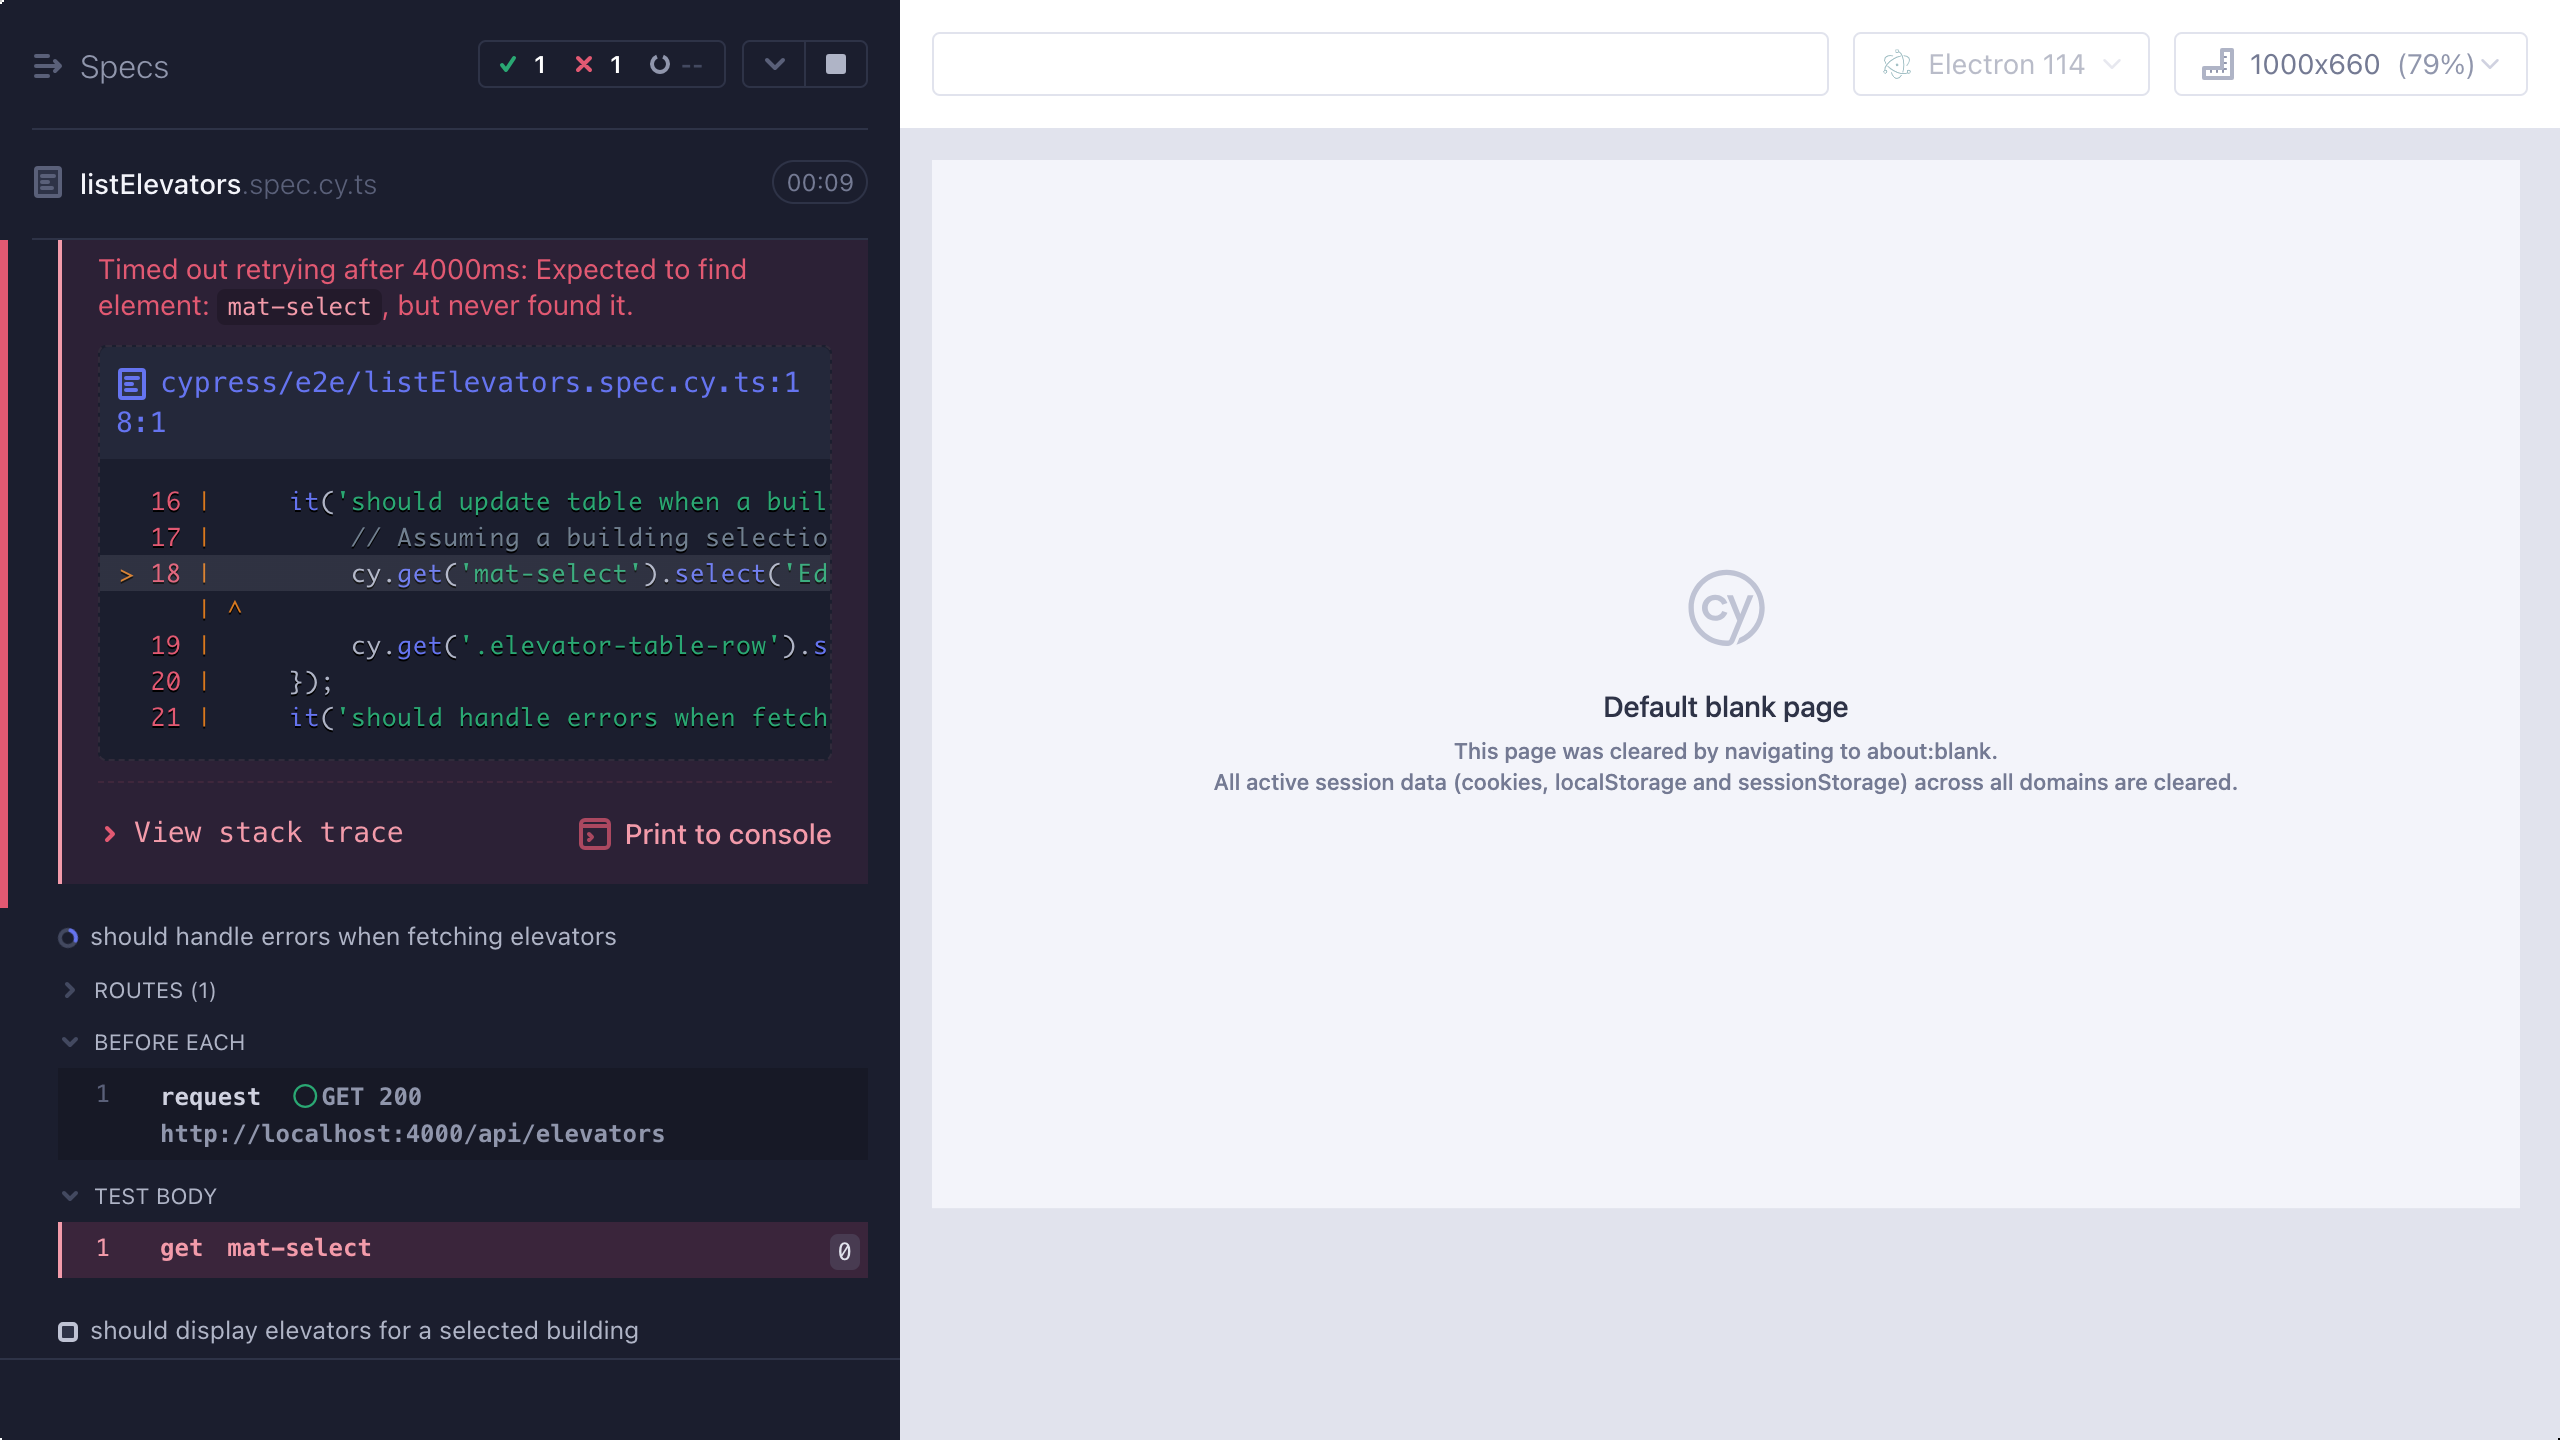 Specs
1 1 --
listElevators.spec.cy.ts
00:09
Timed out retrying after 4000ms: Expected to find
element: mat-select, but never found it.
cypress/e2e/listElevators.spec.cy.ts:1
8:1
16 | it('should update table when a buil
17 | // Assuming a building selectio
> 18 | cy.get('mat-select').select('Ed
| ^
19 | cy.get('.elevator-table-row').s
20 | });
21 | it('should handle errors when fetch
View stack trace
Print to console
should handle errors when fetching elevators
ROUTES (1)
BEFORE EACH
1 request GET 200
http://localhost:4000/api/elevators
TEST BODY
1 get mat-select 0
should display elevators for a selected building
Electron 114
1000x660 (79%)
cy
Default blank page
This page was cleared by navigating to about:blank.
All active session data (cookies, localStorage and sessionStorage) across all domains are cleared.